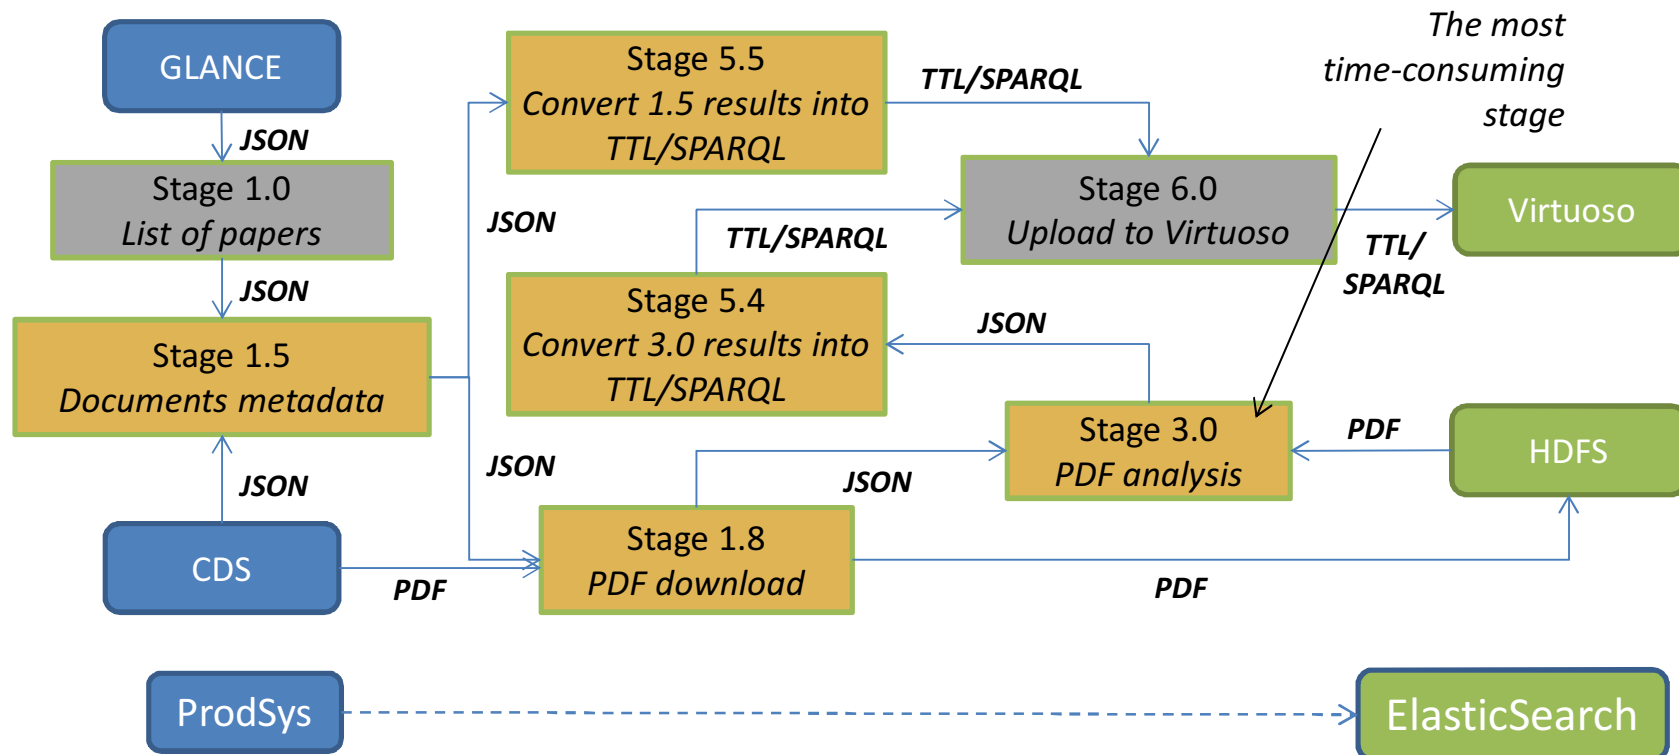 GLANCE
JSON
Stage 1.0
List of papers
JSON
Stage 1.5
Documents metadata
JSON
CDS
PDF
JSON
JSON
Stage 5.5
Convert 1.5 results into
TTL/SPARQL
TTL/SPARQL
Stage 5.4
Convert 3.0 results into
TTL/SPARQL
TTL/SPARQL
JSON
Stage 1.8
PDF download
JSON
PDF
Stage 6.0
Upload to Virtuoso
Stage 3.0
PDF analysis
The most
time-consuming
stage
Virtuoso
TTL/
SPARQL
PDF
HDFS
ProdSys
ElasticSearch